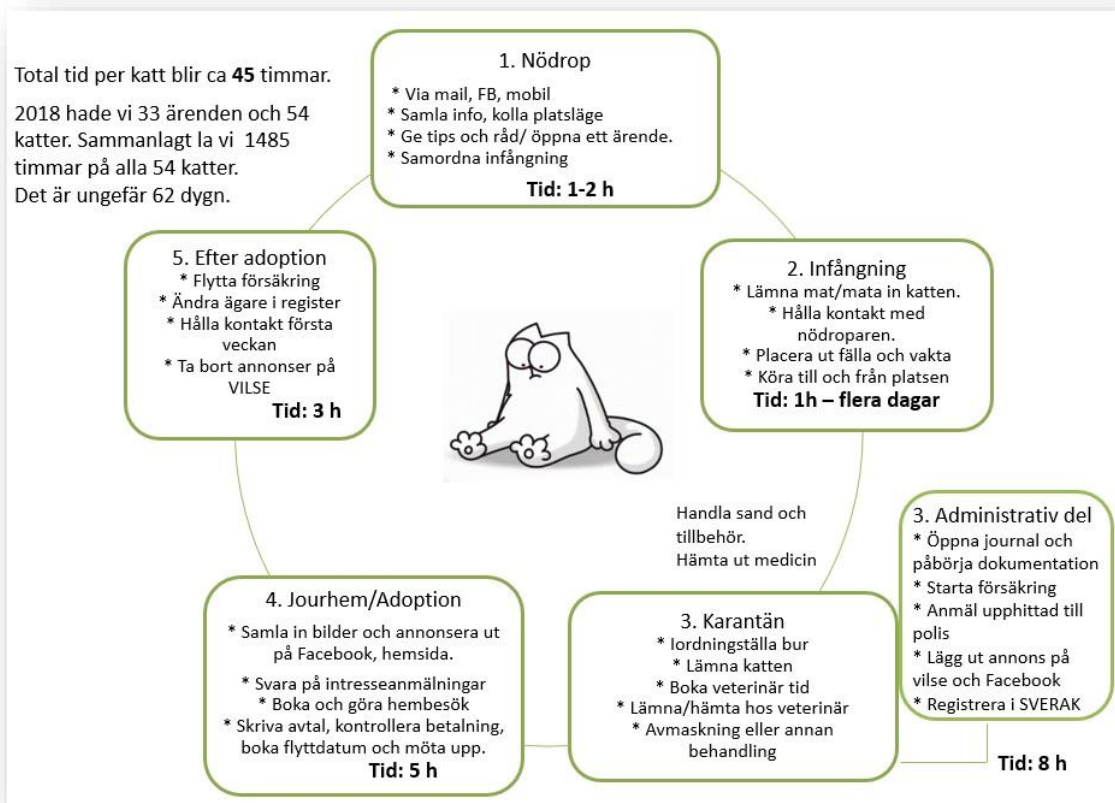 Total tid per katt blir ca 45 timmar.
2018 hade vi 33 ärenden och 54
katter. Sammanlagt la vi 1485
timmar på alla 54 katter.
Det är ungefär 62 dygn.
1. Nödrop
* Via mail, FB, mobil
* Samla info, kolla platsläge
* Ge tips och råd/ öppna ett ärende.
* Samordna infångning
Tid: 1-2 h
2. Infångning
* Lämna mat/mata in katten.
* Hålla kontakt med
nödroparen.
* Placera ut fälla och vakta
* Köra till och från platsen
Tid: 1h – flera dagar
Handla sand och
tillbehör.
Hämta ut medicin
3. Administrativ del
* Öppna journal och
påbörja dokumentation
* Starta försäkring
* Anmäl upphittad till
polis
* Lägg ut annons på
vilse och Facebook
* Registrera i SVERAK
3. Karantän
* Iordningställa bur
* Lämna katten
* Boka veterinär tid
* Lämna/hämta hos veterinär
* Avmaskning eller annan
behandling
Tid: 8 h
4. Jourhem/Adoption
* Samla in bilder och annonsera ut
på Facebook, hemsida.
* Svara på intresseanmälningar
* Boka och göra hembesök
* Skriva avtal, kontrollera betalning,
boka flyttdatum och möta upp.
Tid: 5 h
5. Efter adoption
* Flytta försäkring
* Ändra ägare i register
* Hålla kontakt första
veckan
* Ta bort annonser på
VILSE
Tid: 3 h